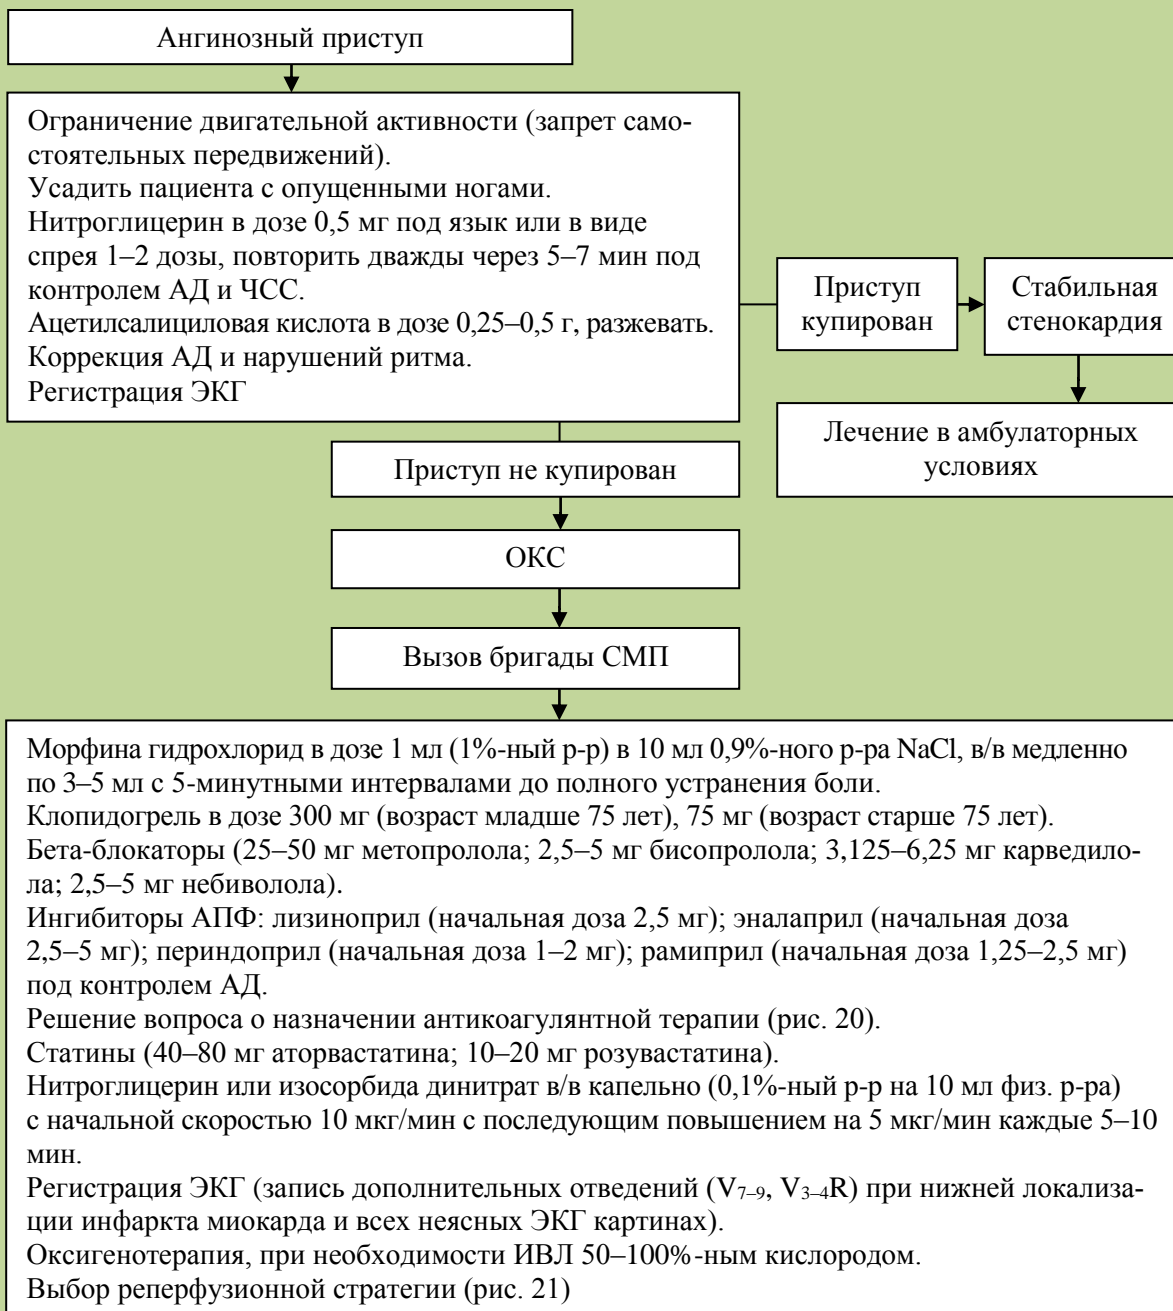 Ангинозный приступ
Ограничение двигательной активности (запрет само-
стоятельных передвижений).
Усадить пациента с опущенными ногами.
Нитроглицерин в дозе 0,5 мг под язык или в виде
спрея 1–2 дозы, повторить дважды через 5–7 мин под
контролем АД и ЧСС.
Ацетилсалициловая кислота в дозе 0,25–0,5 г, разжевать.
Коррекция АД и нарушений ритма.
Регистрация ЭКГ
Приступ
купирован
Стабильная
стенокардия
Лечение в амбулаторных
условиях
Приступ не купирован
ОКС
Вызов бригады СМП
Морфина гидрохлорид в дозе 1 мл (1%-ный р-р) в 10 мл 0,9%-ного р-ра NaCl, в/в медленно
по 3–5 мл с 5-минутными интервалами до полного устранения боли.
Клопидогрель в дозе 300 мг (возраст младше 75 лет), 75 мг (возраст старше 75 лет).
Бета-блокаторы (25–50 мг метопролола; 2,5–5 мг бисопролола; 3,125–6,25 мг карведило-
ла; 2,5–5 мг небиволола).
Ингибиторы АПФ: лизиноприл (начальная доза 2,5 мг); эналаприл (начальная доза
2,5–5 мг); периндоприл (начальная доза 1–2 мг); рамиприл (начальная доза 1,25–2,5 мг)
под контролем АД.
Решение вопроса о назначении антикоагулянтной терапии (рис. 20).
Статины (40–80 мг аторвастатина; 10–20 мг розувастатина).
Нитроглицерин или изосорбида динитрат в/в капельно (0,1%-ный р-р на 10 мл физ. р-ра)
с начальной скоростью 10 мкг/мин с последующим повышением на 5 мкг/мин каждые 5–10
мин.
Регистрация ЭКГ (запись дополнительных отведений (V7–9, V3–4R) при нижней локализа-
ции инфаркта миокарда и всех неясных ЭКГ картинах).
Оксигенотерапия, при необходимости ИВЛ 50–100%-ным кислородом.
Выбор реперфузионной стратегии (рис. 21)